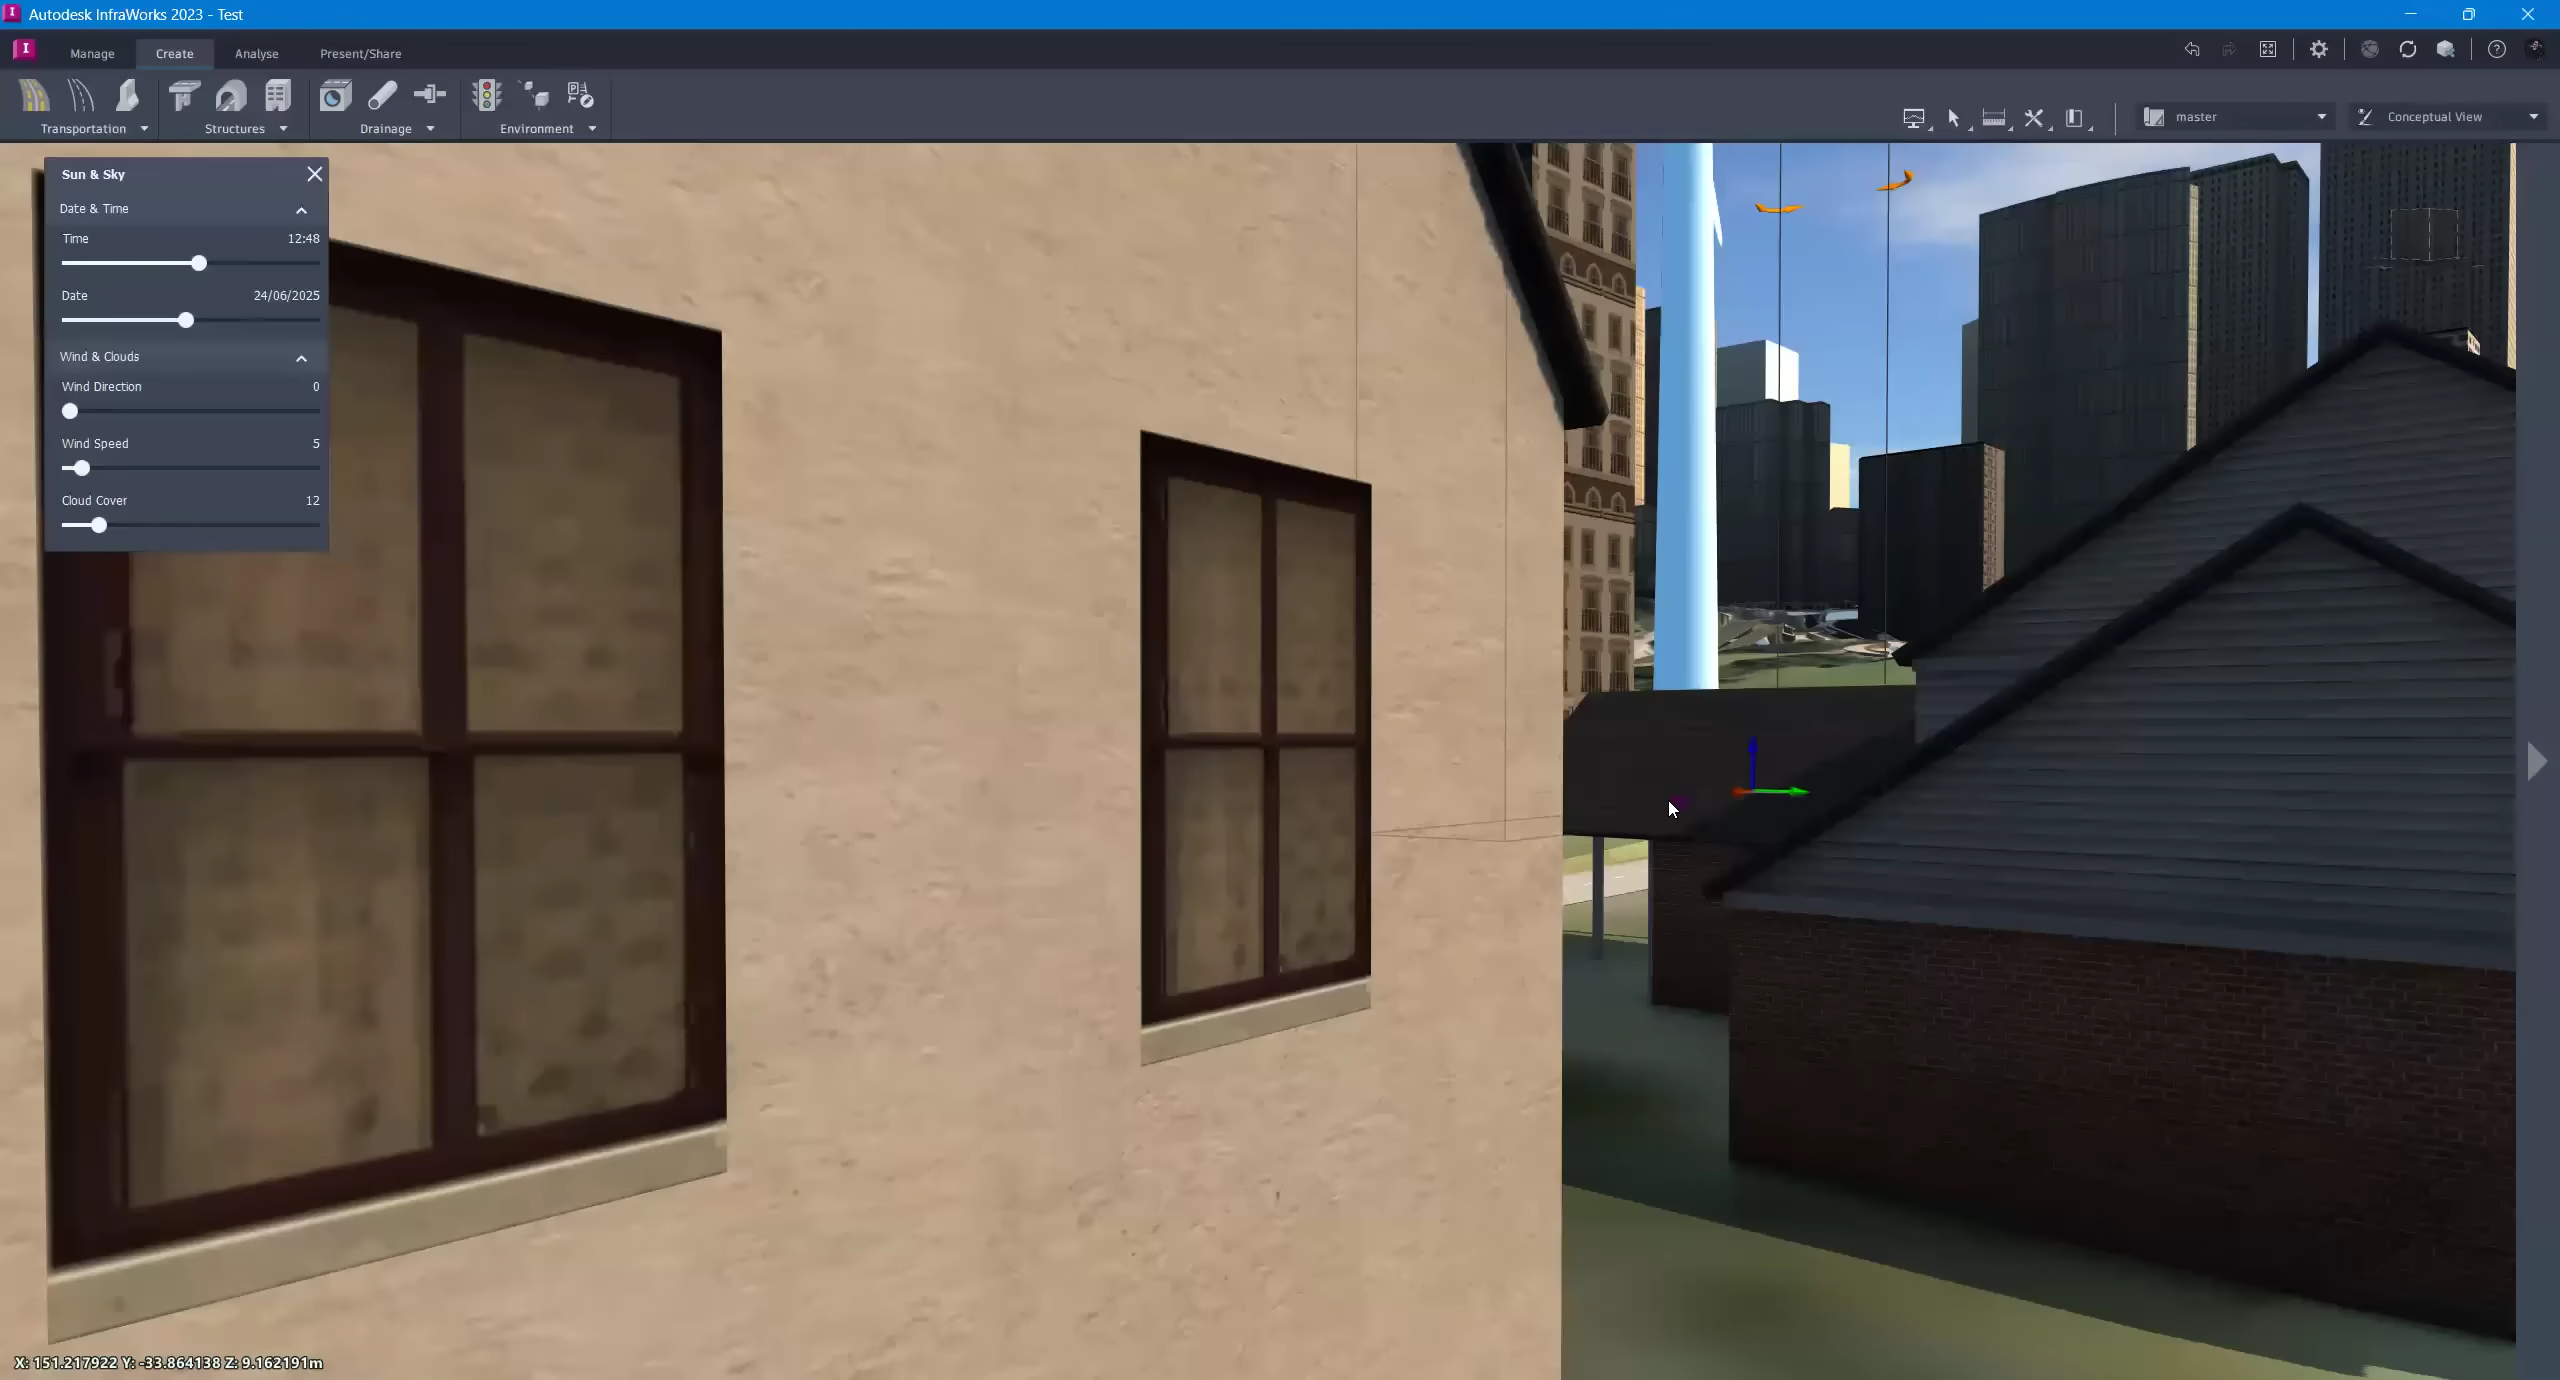 Autodesk InfraWorks 2023 - Test
Manage
Create
Analyse
Present/Share
Transportation
Structures
Drainage
Environment
master
Conceptual View
Sun & Sky
Date & Time
Time 12:48
Date 24/06/2025
Wind & Clouds
Wind Direction 0
Wind Speed 5
Cloud Cover 12
X: 151.217922 Y: -33.864138 Z: 9.162191m